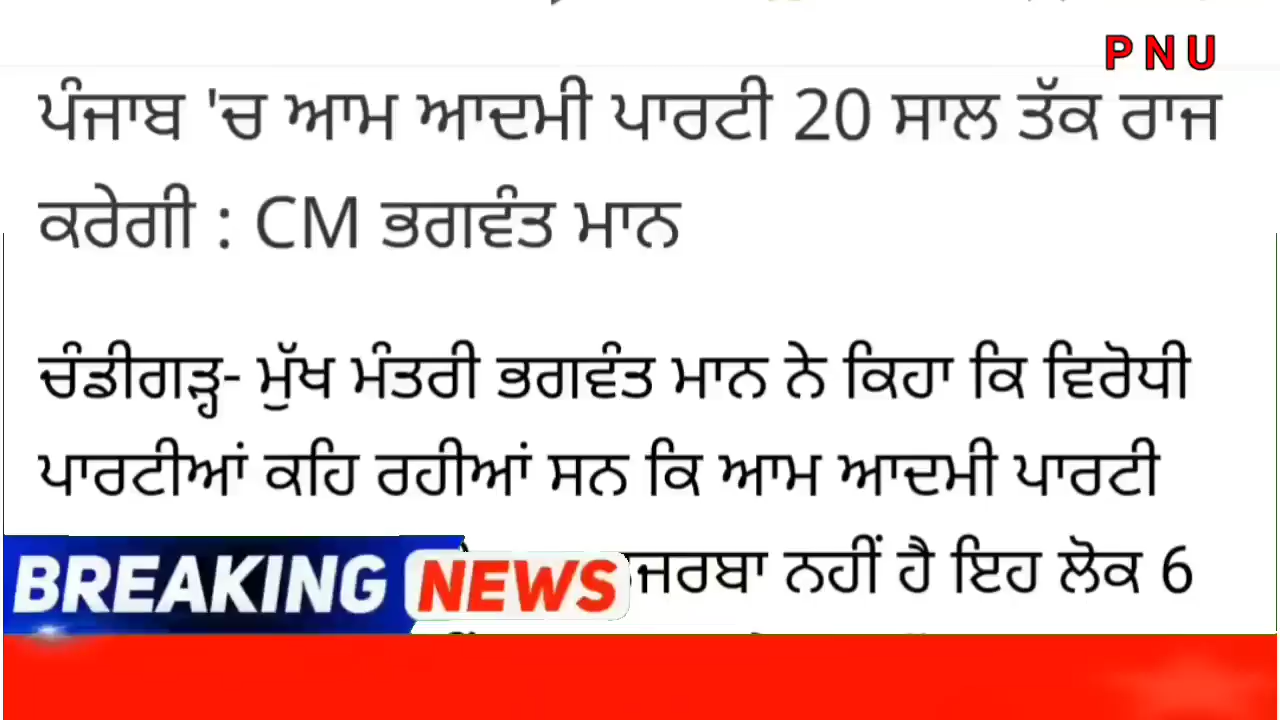 PNU
ਪੰਜਾਬ 'ਚ ਆਮ ਆਦਮੀ ਪਾਰਟੀ 20 ਸਾਲ ਤੱਕ ਰਾਜ
ਕਰੇਗੀ : CM ਭਗਵੰਤ ਮਾਨ
ਚੰਡੀਗੜ੍ਹ- ਮੁੱਖ ਮੰਤਰੀ ਭਗਵੰਤ ਮਾਨ ਨੇ ਕਿਹਾ ਕਿ ਵਿਰੋਧੀ
ਪਾਰਟੀਆਂ ਕਹਿ ਰਹੀਆਂ ਸਨ ਕਿ ਆਮ ਆਦਮੀ ਪਾਰਟੀ
ਨਹੀਂ ਹੈ ਇਹ ਲੋਕ 6
BREAKING NEWS